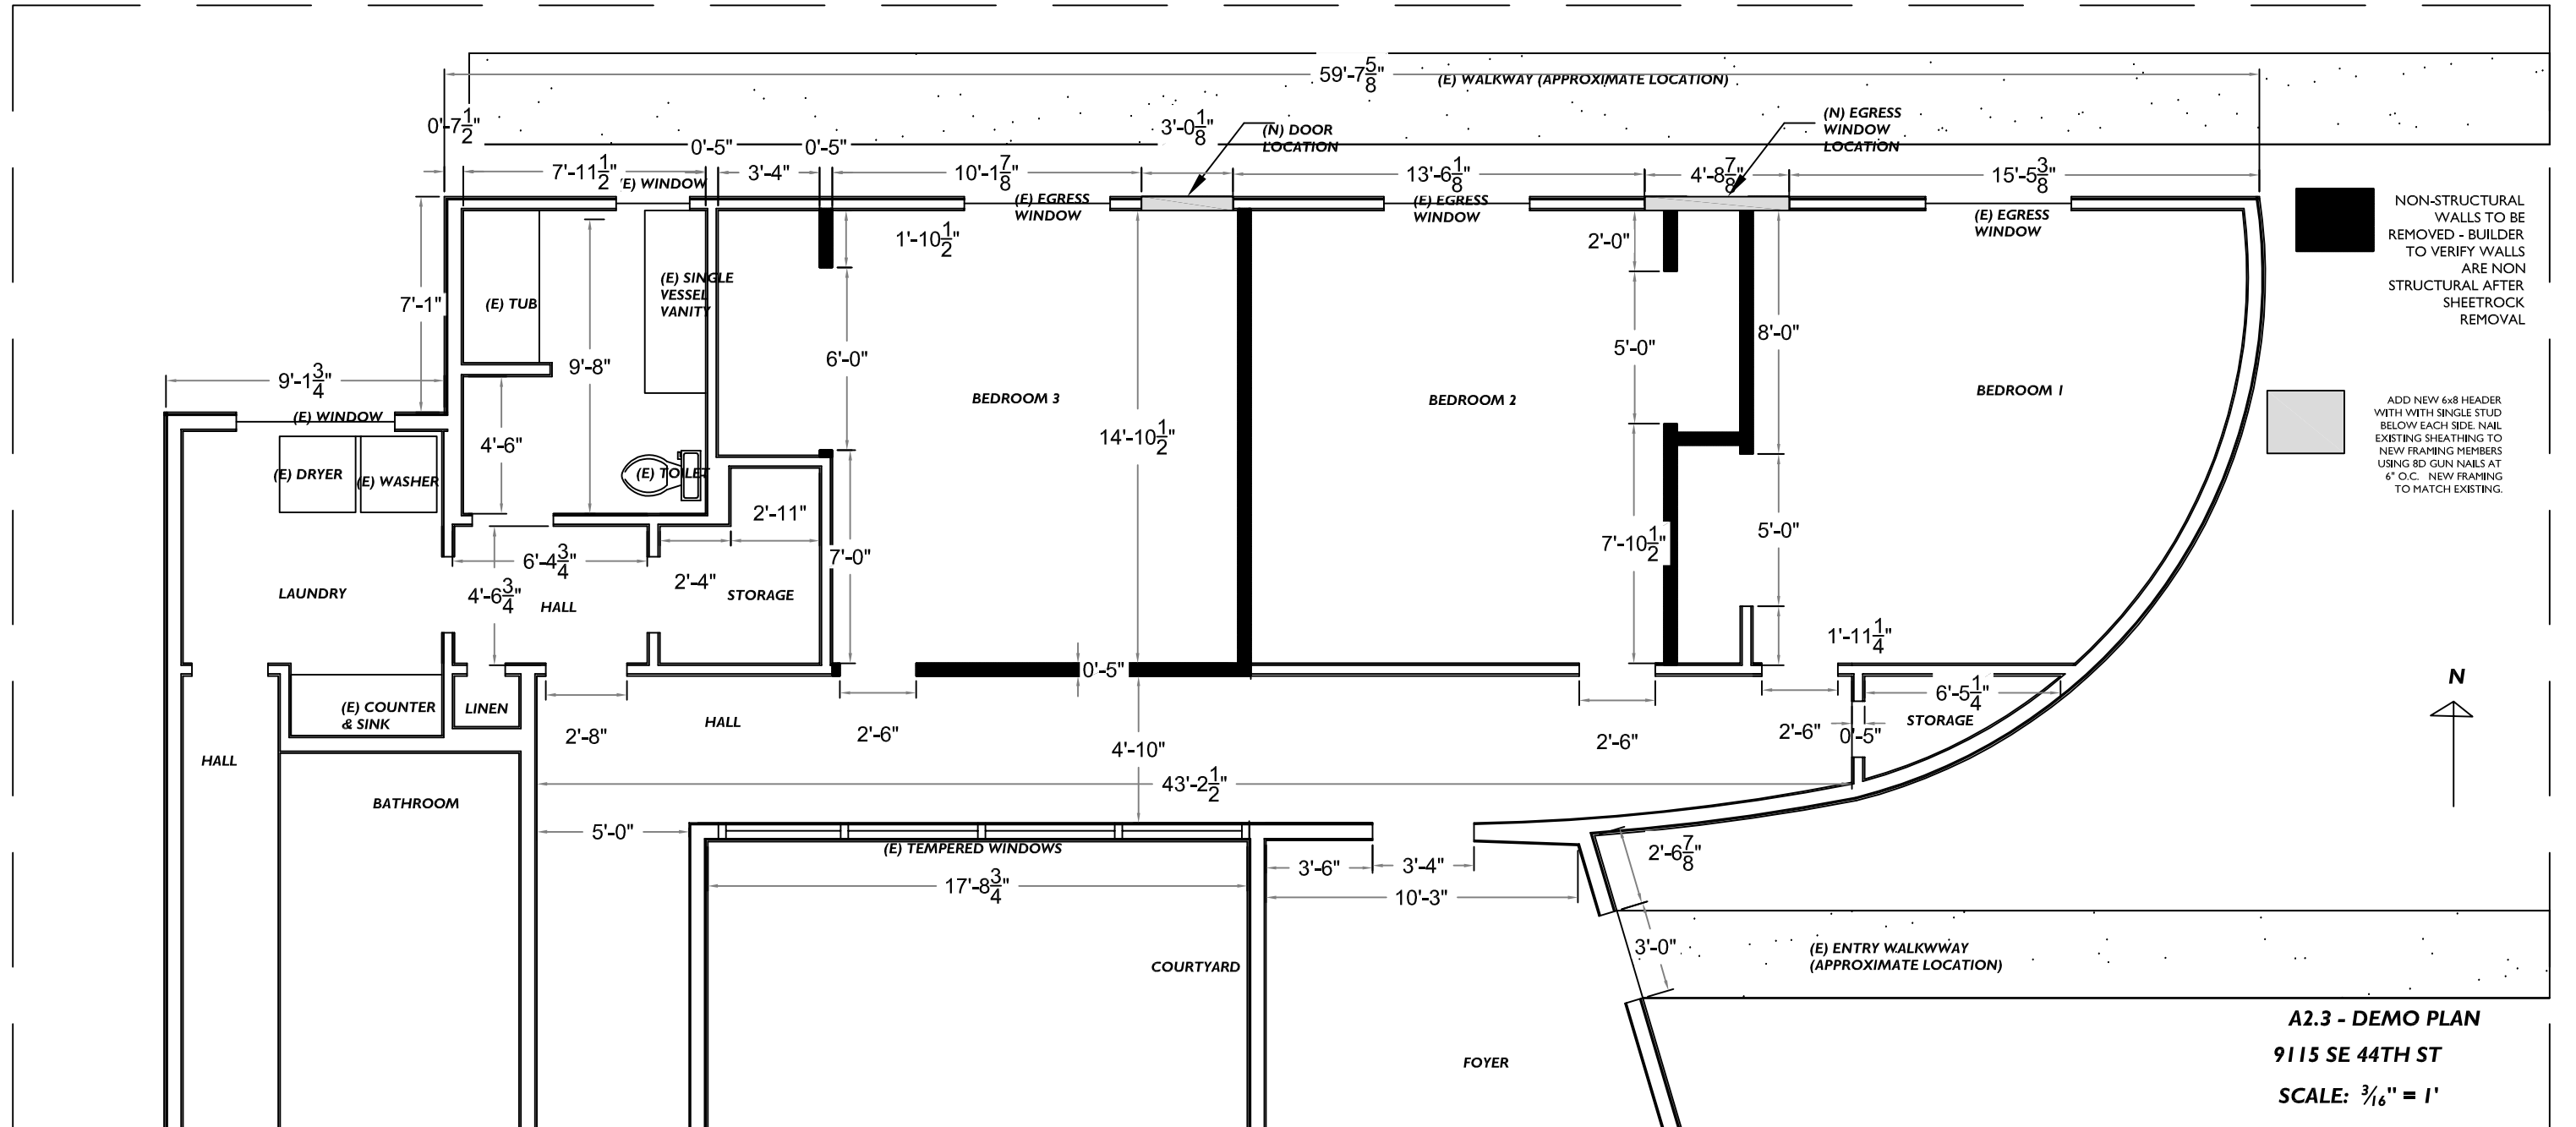 59'-7 5/8"
(E) WALKWAY (APPROXIMATE LOCATION)
0'-7 1/2"
3'-0 1/8"
(N) DOOR
LOCATION
(N) EGRESS
WINDOW
LOCATION
0'-5"
0'-5"
7'-11 1/2"
3'-4"
10'-1 7/8"
13'-6 1/8"
4'-8 7/8"
15'-5 3/8"
'E) WINDOW
(E) EGRESS
WINDOW
(E) EGRESS
WINDOW
(E) EGRESS
WINDOW
NON-STRUCTURAL
WALLS TO BE
REMOVED - BUILDER
TO VERIFY WALLS
ARE NON
STRUCTURAL AFTER
SHEETROCK
REMOVAL
1'-10 1/2"
2'-0"
7'-1"
(E) TUB
(E) SINGLE
VESSEL
VANITY
6'-0"
5'-0"
8'-0"
9'-1 3/4"
9'-8"
BEDROOM 3
BEDROOM 2
BEDROOM 1
(E) WINDOW
ADD NEW 6x8 HEADER
WITH WITH SINGLE STUD
BELOW EACH SIDE. NAIL
EXISTING SHEATHING TO
NEW FRAMING MEMBERS
USING 8D GUN NAILS AT
6" O.C. NEW FRAMING
TO MATCH EXISTING.
4'-6"
14'-10 1/2"
(E) DRYER
(E) WASHER
(E) TOILET
2'-11"
7'-0"
7'-10 1/2"
5'-0"
6'-4 3/4"
2'-4"
STORAGE
LAUNDRY
4'-6 3/4"
HALL
1'-11 1/4"
0'-5"
N
(E) COUNTER
& SINK
LINEN
6'-5 1/4"
STORAGE
2'-8"
HALL
2'-6"
4'-10"
2'-6"
2'-6"
0'-5"
HALL
43'-2 1/2"
BATHROOM
5'-0"
(E) TEMPERED WINDOWS
2'-6 7/8"
3'-6"
3'-4"
17'-8 3/4"
10'-3"
3'-0"
(E) ENTRY WALKWWAY
(APPROXIMATE LOCATION)
COURTYARD
FOYER
A2.3 - DEMO PLAN
9115 SE 44TH ST
SCALE: 3/16" = 1'